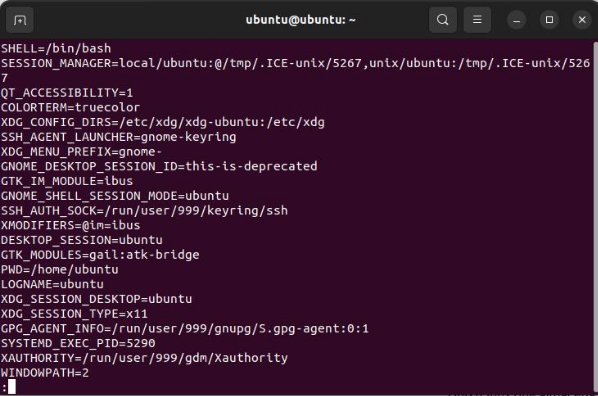 ubuntu@ubuntu: ~
SHELL=/bin/bash
SESSION_MANAGER=local/ubuntu:@/tmp/.ICE-unix/5267,unix/ubuntu:/tmp/.ICE-unix/526
7
QT_ACCESSIBILITY=1
COLORTERM=truecolor
XDG_CONFIG_DIRS=/etc/xdg/xdg-ubuntu:/etc/xdg
SSH_AGENT_LAUNCHER=gnome-keyring
XDG_MENU_PREFIX=gnome-
GNOME_DESKTOP_SESSION_ID=this-is-deprecated
GTK_IM_MODULE=ibus
GNOME_SHELL_SESSION_MODE=ubuntu
SSH_AUTH_SOCK=/run/user/999/keyring/ssh
XMODIFIERS=@im=ibus
DESKTOP_SESSION=ubuntu
GTK_MODULES=gail:atk-bridge
PWD=/home/ubuntu
LOGNAME=ubuntu
XDG_SESSION_DESKTOP=ubuntu
XDG_SESSION_TYPE=x11
GPG_AGENT_INFO=/run/user/999/gnupg/S.gpg-agent:0:1
SYSTEMD_EXEC_PID=5290
XAUTHORITY=/run/user/999/gdm/Xauthority
WINDOWPATH=2
: